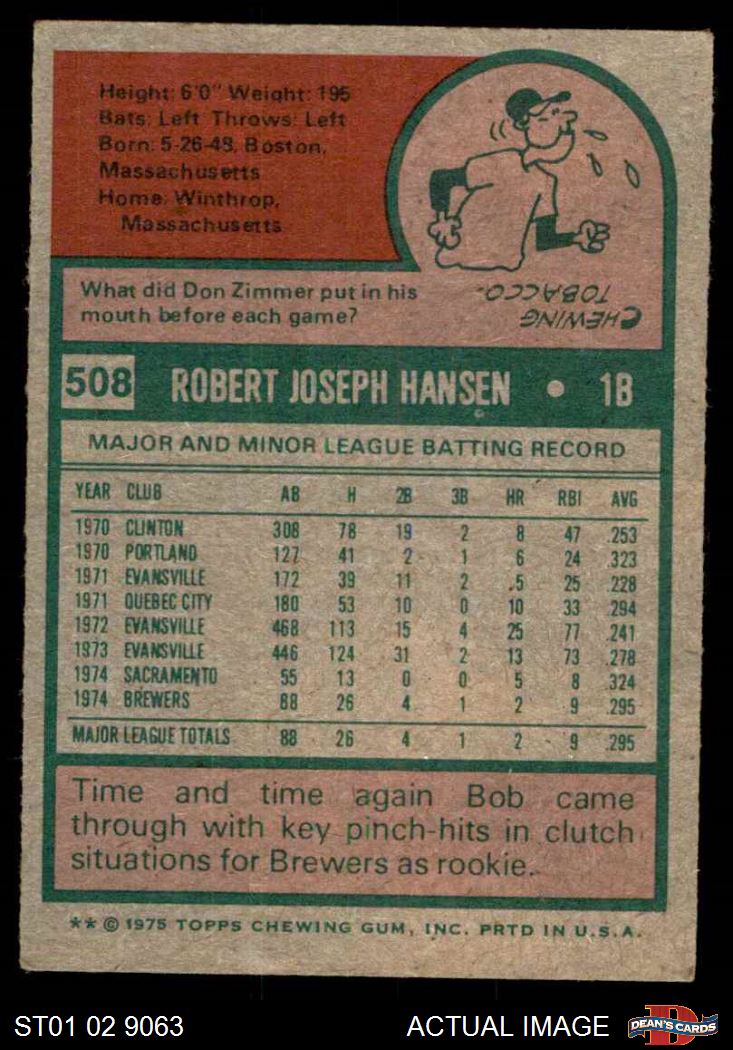 Height: 6'0" Weight: 195
Bats: Left Throws: Left
Born: 5-26-48, Boston,
Massachusetts
Home: Winthrop,
Massachusetts
What did Don Zimmer put in his
mouth before each game?
CHEWING
TOBACCO.
508 ROBERT JOSEPH HANSEN • 1B
MAJOR AND MINOR LEAGUE BATTING RECORD
YEAR CLUB AB H 2B 3B HR RBI AVG
1970 CLINTON 308 78 19 2 8 47 .253
1970 PORTLAND 127 41 2 1 6 24 .323
1971 EVANSVILLE 172 39 11 2 5 25 .228
1971 QUEBEC CITY 180 53 10 0 10 33 .294
1972 EVANSVILLE 468 113 15 4 25 77 .241
1973 EVANSVILLE 446 124 31 2 13 73 .278
1974 SACRAMENTO 55 13 0 0 5 8 .324
1974 BREWERS 88 26 4 1 2 9 .295
MAJOR LEAGUE TOTALS 88 26 4 1 2 9 .295
Time and time again Bob came
through with key pinch-hits in clutch
situations for Brewers as rookie.
** © 1975 TOPPS CHEWING GUM, INC. PRTD IN U.S.A.
ST01 02 9063 ACTUAL IMAGE D DEAN'S CARDS